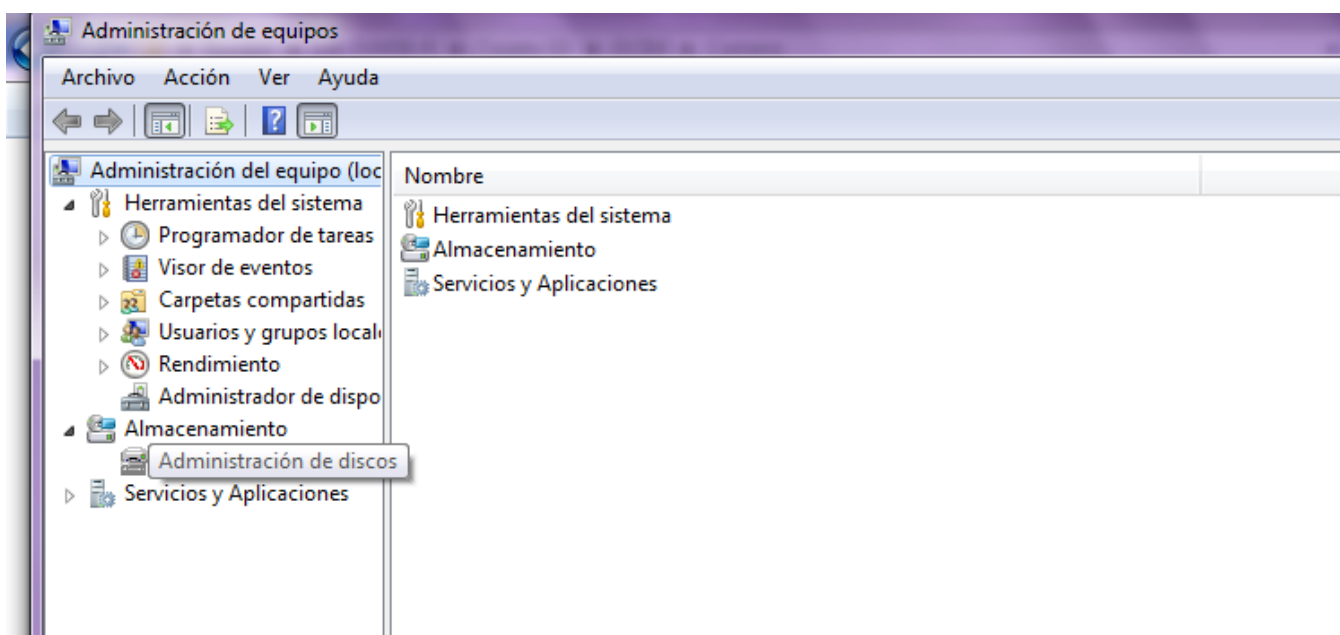 Administración de equipos
Archivo Acción Ver Ayuda
Administración del equipo (loc
Herramientas del sistema
Programador de tareas
Visor de eventos
Carpetas compartidas
Usuarios y grupos local
Rendimiento
Administrador de dispo
Almacenamiento
Administración de discos
Servicios y Aplicaciones
Nombre
Herramientas del sistema
Almacenamiento
Servicios y Aplicaciones